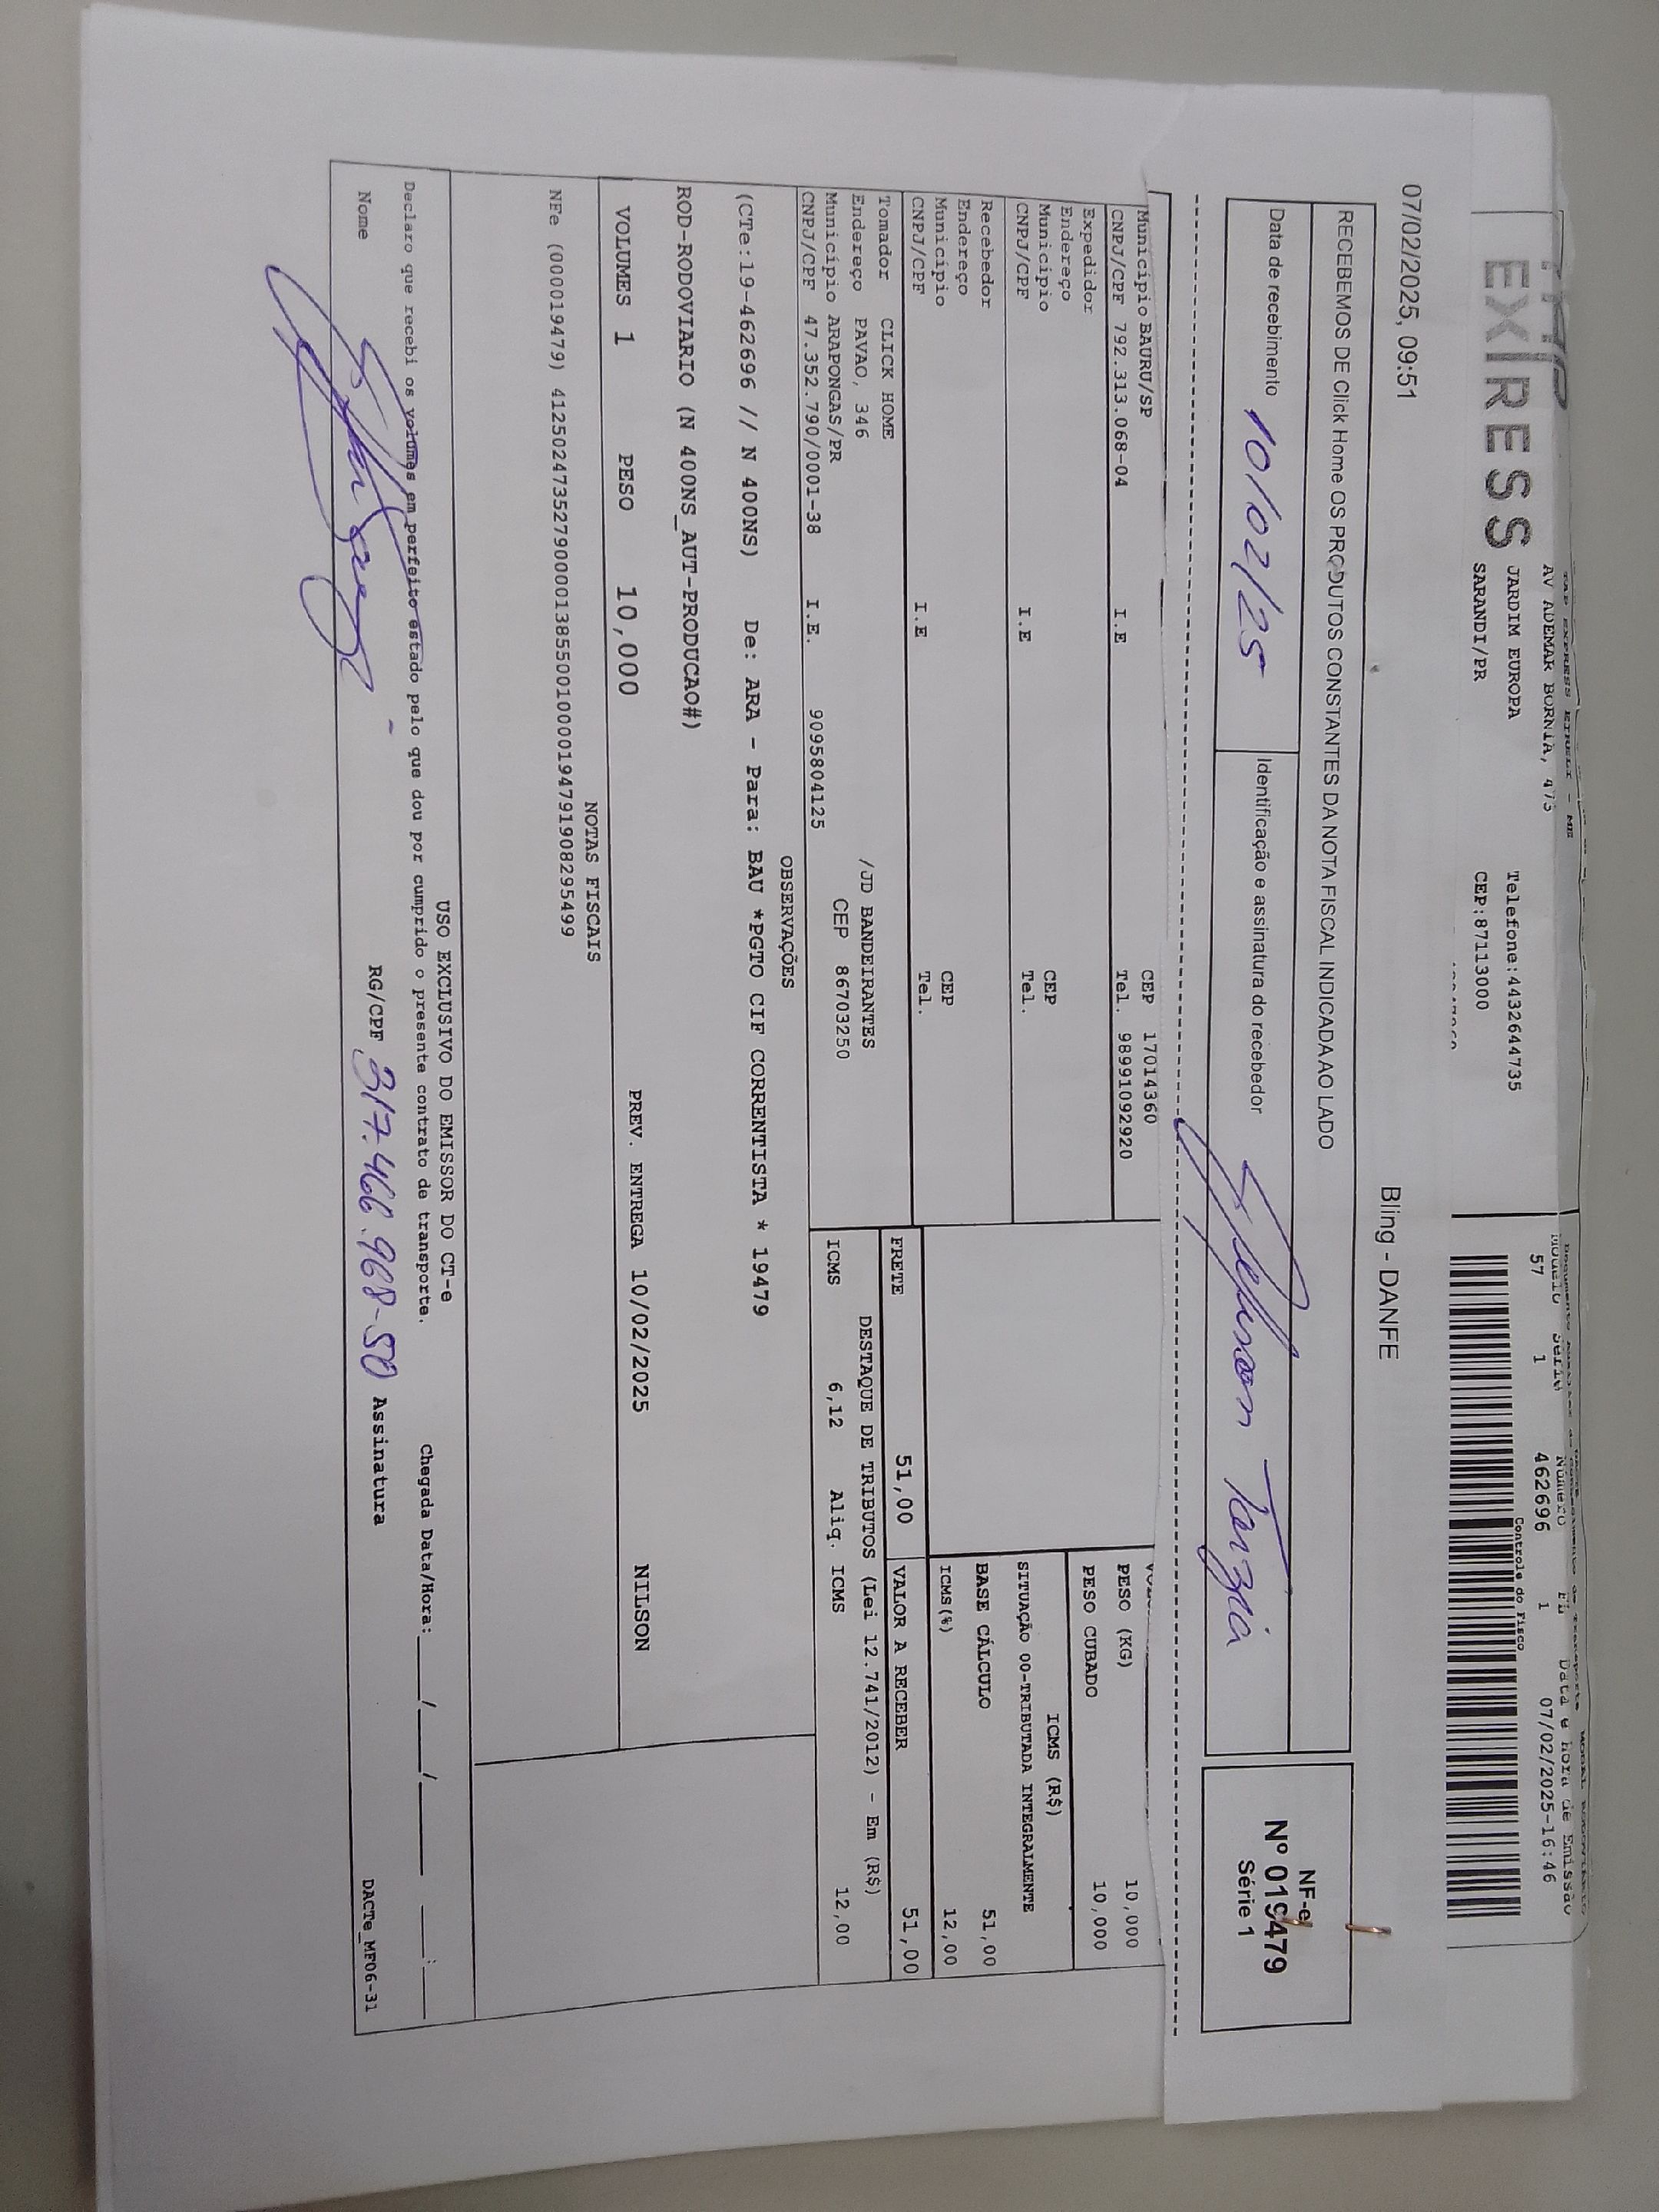 EXPRESS
AV ADEMAR BORNIA, 475
JARDIM EUROPA
SARANDI/PR
Telefone:4432644735
CEP:87113000
57 1 462696 1 07/02/2025-16:46
Controle do Fisco
07/02/2025, 09:51 Bling - DANFE
RECEBEMOS DE Click Home OS PRODUTOS CONSTANTES DA NOTA FISCAL INDICADA AO LADO
Data de recebimento 10/02/25
Identificação e assinatura do recebedor
NF-e
Nº 019479
Série 1
Município BAURU/SP CEP 17014360
CNPJ/CPF 792.313.068-04 I.E Tel. 98991092920
Expedidor
Endereço
Município CEP
CNPJ/CPF I.E Tel.
Recebedor
Endereço
Município CEP
CNPJ/CPF I.E Tel.
Tomador CLICK HOME
Endereço PAVAO, 346 /JD BANDEIRANTES
Município ARAPONGAS/PR CEP 86703250
CNPJ/CPF 47.352.790/0001-38 I.E. 9095804125
PESO (KG) 10,000
PESO CUBADO 10,000
ICMS (R$)
SITUAÇÃO 00-TRIBUTADA INTEGRALMENTE
BASE CÁLCULO 51,00
ICMS(%) 12,00
FRETE 51,00 VALOR A RECEBER 51,00
DESTAQUE DE TRIBUTOS (Lei 12.741/2012) - Em (R$)
ICMS 6,12 Aliq. ICMS 12,00
OBSERVAÇÕES
(CTe:19-462696 // N 400NS) De: ARA - Para: BAU *PGTO CIF CORRENTISTA * 19479
ROD-RODOVIARIO (N 400NS_AUT-PRODUCAO#)
VOLUMES 1 PESO 10,000 PREV. ENTREGA 10/02/2025 NILSON
NOTAS FISCAIS
NFe (000019479) 41250247352790000138550010000194791908295499
USO EXCLUSIVO DO EMISSOR DO CT-e
Declaro que recebi os volumes em perfeito estado pelo que dou por cumprido o presente contrato de transporte. Chegada Data/Hora:___/___/____ __:__
Nome RG/CPF 317.466.968-50 Assinatura DACTe_MF06-31